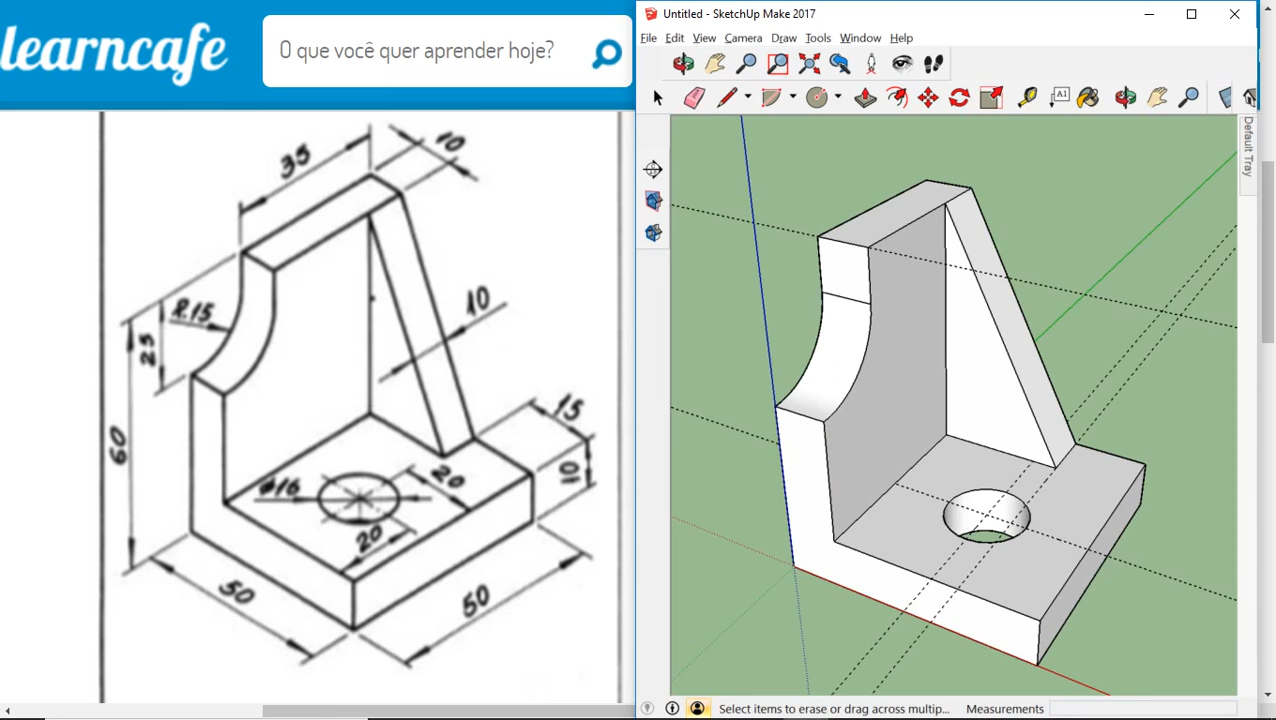 learncafe
O que você quer aprender hoje?
35
10
R.15
25
10
60
15
10
20
Ø16
20
50
50
Untitled - SketchUp Make 2017
File Edit View Camera Draw Tools Window Help
A1
Default Tray
Select items to erase or drag across multip... Measurements